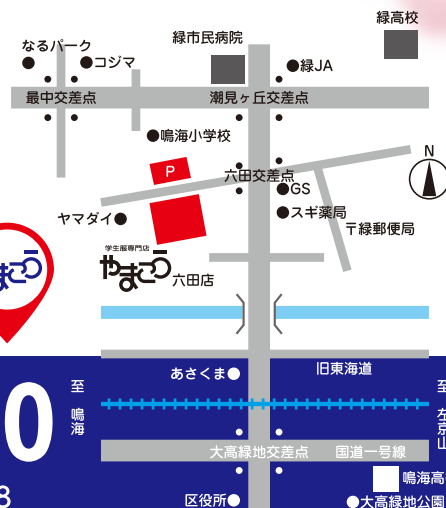 緑高校
緑市民病院
なるパーク
コジマ
緑JA
最中交差点
潮見ヶ丘交差点
鳴海小学校
N
P
六田交差点
GS
ヤマダイ
スギ薬局
〒緑郵便局
学生服専門店
やまこう
六田店
あさくま
旧東海道
至
鳴海
至
左京山
0
大高緑地交差点
国道一号線
鳴海高
区役所
大高緑地公園
8